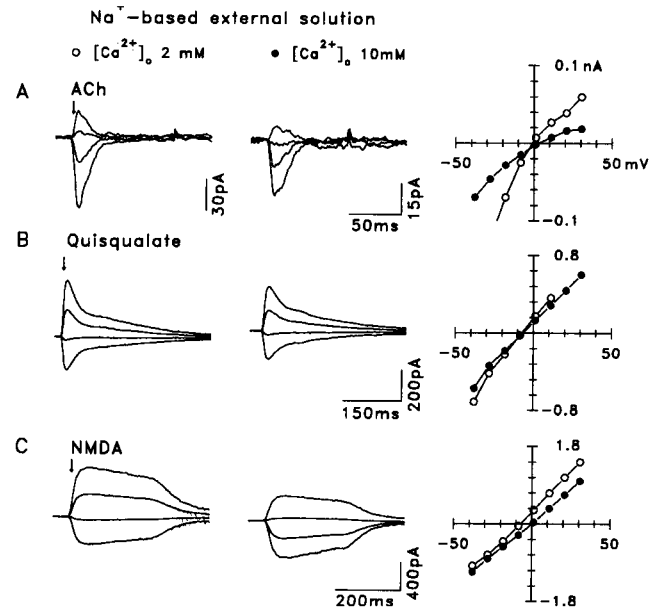 Na⁺-based external solution
○ [Ca²⁺]ₒ 2 mM ● [Ca²⁺]ₒ 10mM
A ACh
30pA
50ms
15pA
0.1 nA
-50
50 mV
-0.1
B Quisqualate
150ms
200pA
0.8
-50
50
-0.8
C NMDA
200ms
400pA
1.8
-50
50
-1.8